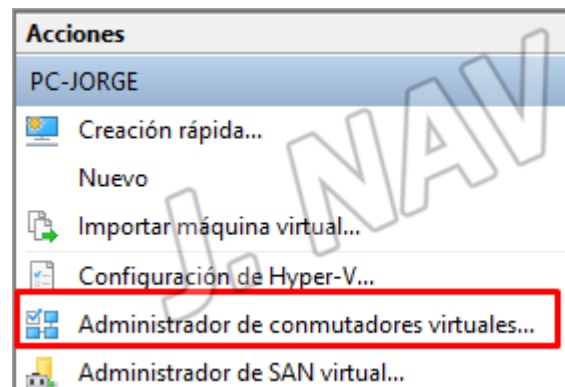 Acciones
PC-JORGE
Creación rápida...
Nuevo
Importar máquina virtual...
Configuración de Hyper-V...
Administrador de conmutadores virtuales...
Administrador de SAN virtual...
J. NAV